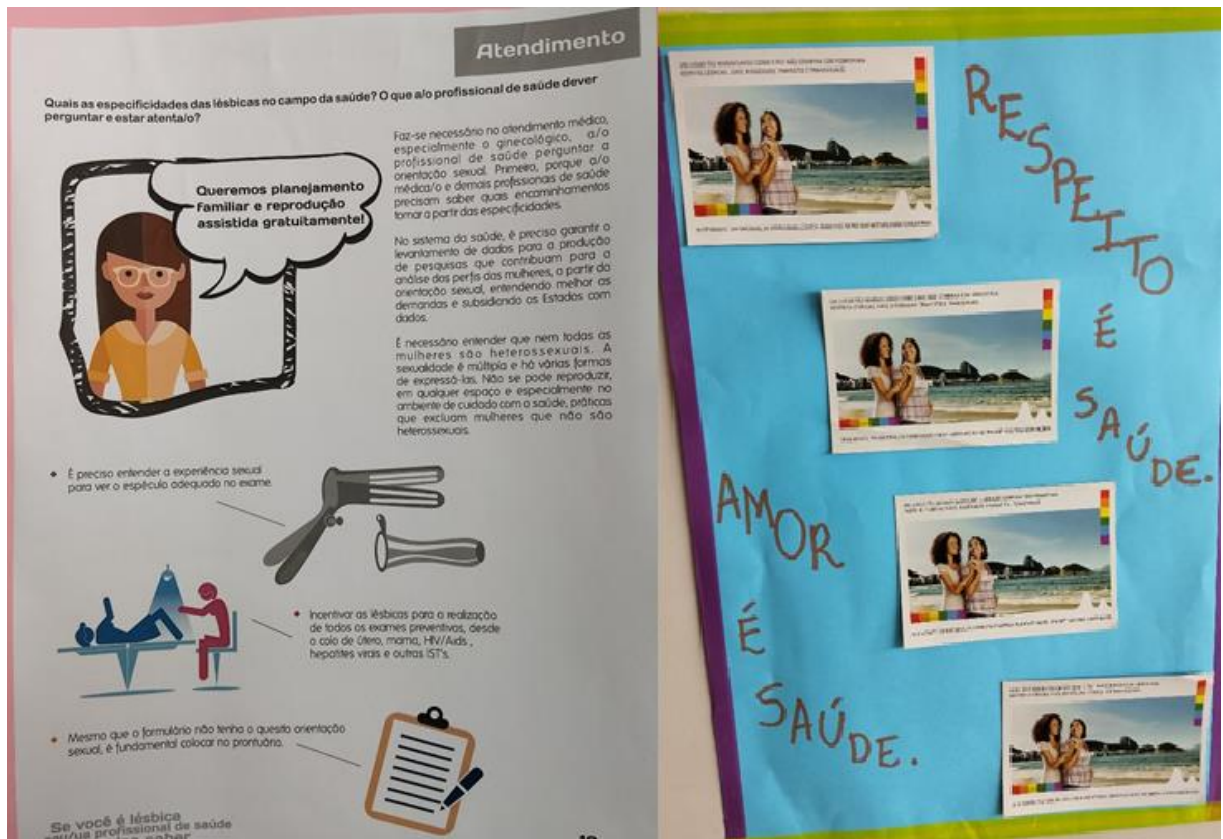 Atendimento
Quais as especificidades das lésbicas no campo da saúde? O que a/o profissional de saúde dever
perguntar e estar atenta/o?
Queremos planejamento
familiar e reprodução
assistida gratuitamente!
Faz-se necessário no atendimento médico,
especialmente o ginecológico, a/o
profissional de saúde perguntar a
orientação sexual. Primeiro, porque a/o
médica/o e demais profissionais de saúde
precisam saber quais encaminhamentos
tomar a partir das especificidades.
No sistema da saúde, é preciso garantir o
levantamento de dados para a produção
de pesquisas que contribuam para a
análise dos perfis das mulheres, a partir da
orientação sexual, entendendo melhor as
demandas e subsidiando os Estados com
dados.
É necessário entender que nem todas as
mulheres são heterossexuais. A
sexualidade é múltipla e há várias formas
de expressá-las. Não se pode reproduzir,
em qualquer espaço e especialmente no
ambiente de cuidado com a saúde, práticas
que excluam mulheres que não são
heterossexuais.
É preciso entender a experiência sexual
para ver o espéculo adequado no exame.
Incentivar as lésbicas para a realização
de todos os exames preventivos, desde
o colo de útero, mama, HIV/Aids ,
hepatites virais e outras IST's.
Mesmo que o formulário não tenha o quesito orientação
sexual, é fundamental colocar no prontuário.
Se você é lésbica
profissional de saúde
saber
RESPEITO
É
SAÚDE.
AMOR
É
SAÚDE.